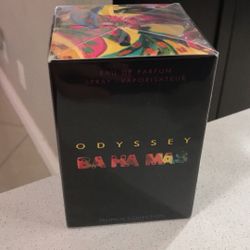 EAU DE PARFUM
SPRAY · VAPORISATEUR
ODYSSEY
BAHAMAS